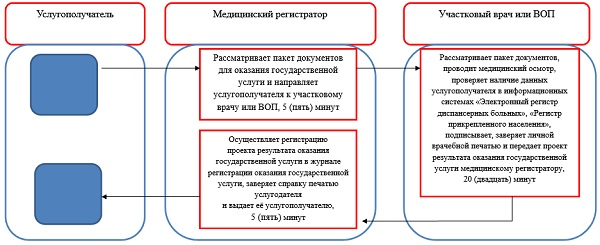 Услугополучатель
Медицинский регистратор
Участковый врач или ВОП
Рассматривает пакет документов
для оказания государственной
услуги и направляет
услугополучателя к участковому
врачу или ВОП, 5 (пять) минут
Рассматривает пакет документов,
проводит медицинский осмотр,
проверяет наличие данных
услугополучателя в информационных
системах «Электронный регистр
диспансерных больных», «Регистр
прикрепленного населения»,
подписывает, заверяет личной
врачебной печатью и передает проект
результата оказания государственной
услуги медицинскому регистратору,
20 (двадцать) минут
Осуществляет регистрацию
проекта результата оказания
государственной услуги в журнале
регистрации оказания государственной
услуги, заверяет справку печатью
услугодателя
и выдает её услугополучателю,
5 (пять) минут